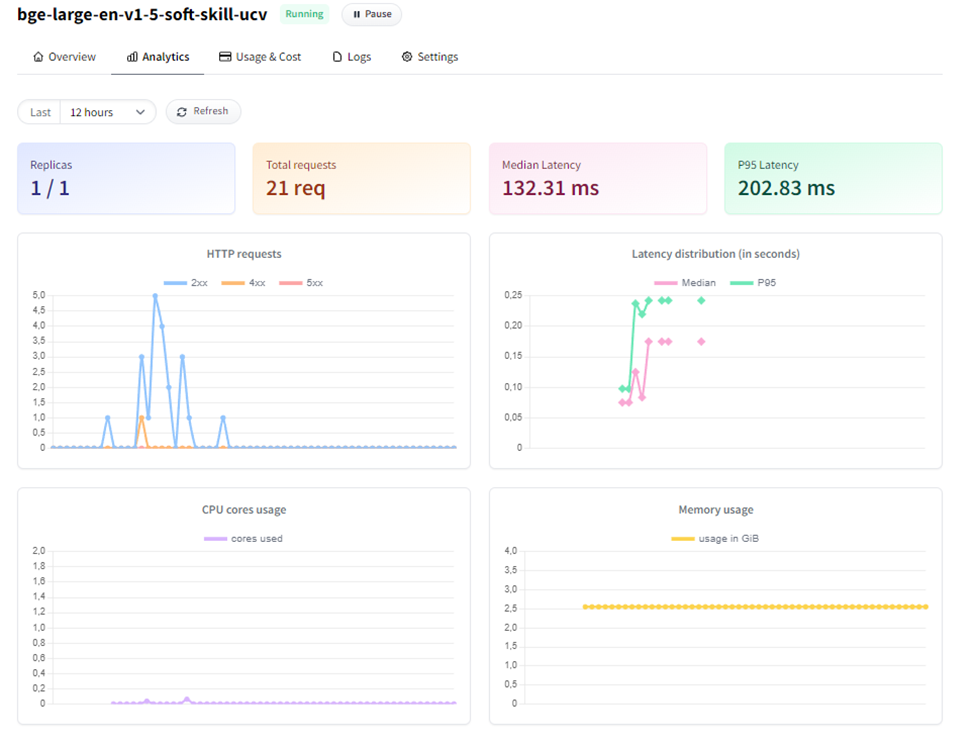 bge-large-en-v1-5-soft-skill-ucv Running Pause
Overview Analytics Usage & Cost Logs Settings
Last 12 hours Refresh
Replicas
1 / 1
Total requests
21 req
Median Latency
132.31 ms
P95 Latency
202.83 ms
HTTP requests
2xx 4xx 5xx
5,0
4,5
4,0
3,5
3,0
2,5
2,0
1,5
1,0
0,5
0
Latency distribution (in seconds)
Median P95
0,25
0,20
0,15
0,10
0,05
0
CPU cores usage
cores used
2,0
1,8
1,6
1,4
1,2
1,0
0,8
0,6
0,4
0,2
0
Memory usage
usage in GiB
4,0
3,5
3,0
2,5
2,0
1,5
1,0
0,5
0